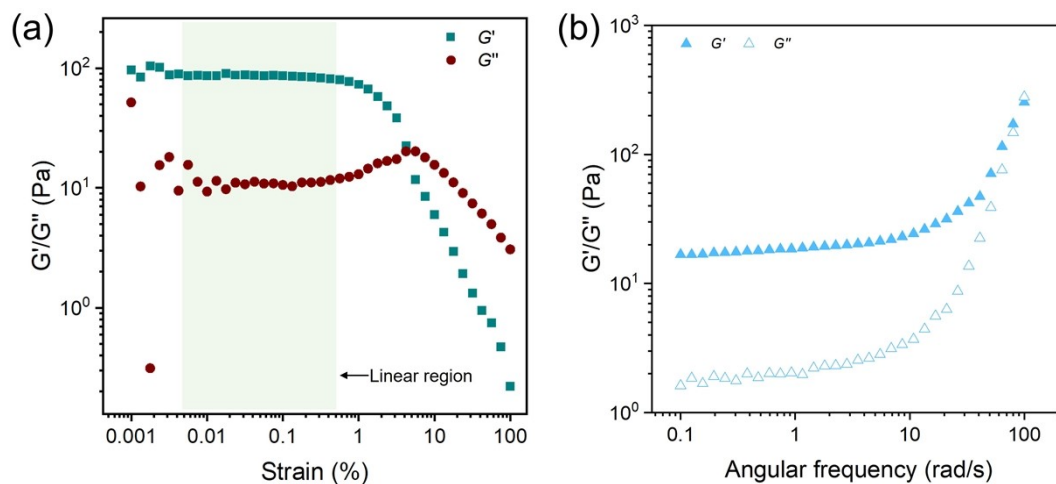 (a)
G'
G''
10²
10¹
10⁰
G'/G'' (Pa)
Linear region
0.001 0.01 0.1 1 10 100
Strain (%)
(b)
G' G''
10³
10²
10¹
10⁰
G'/G'' (Pa)
0.1 1 10 100
Angular frequency (rad/s)